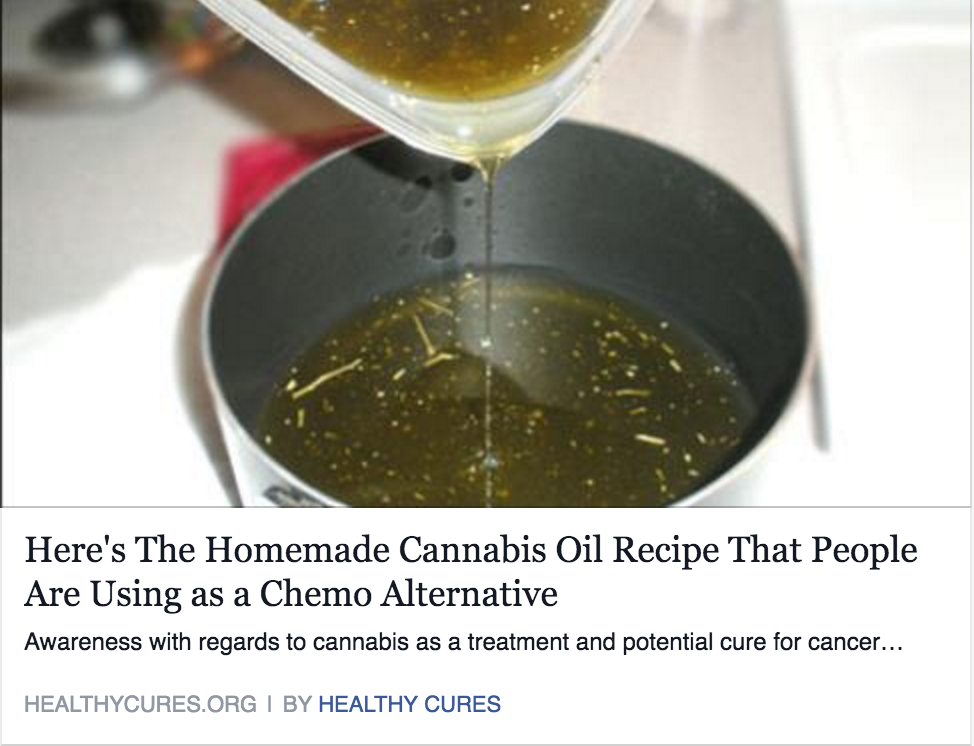 Here's The Homemade Cannabis Oil Recipe That People
Are Using as a Chemo Alternative
Awareness with regards to cannabis as a treatment and potential cure for cancer...
HEALTHYCURES.ORG | BY HEALTHY CURES